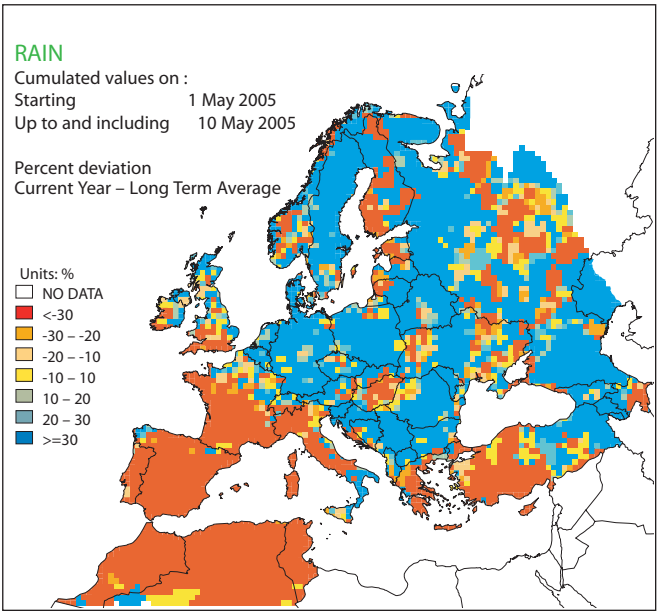 RAIN
Cumulated values on :
Starting 1 May 2005
Up to and including 10 May 2005
Percent deviation
Current Year – Long Term Average
Units: %
NO DATA
<-30
-30 – -20
-20 – -10
-10 – 10
10 – 20
20 – 30
>=30